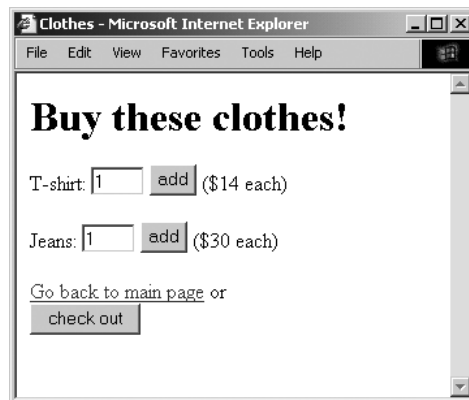 Clothes - Microsoft Internet Explorer
File Edit View Favorites Tools Help
Buy these clothes!
T-shirt: 1 add ($14 each)
Jeans: 1 add ($30 each)
Go back to main page or
check out